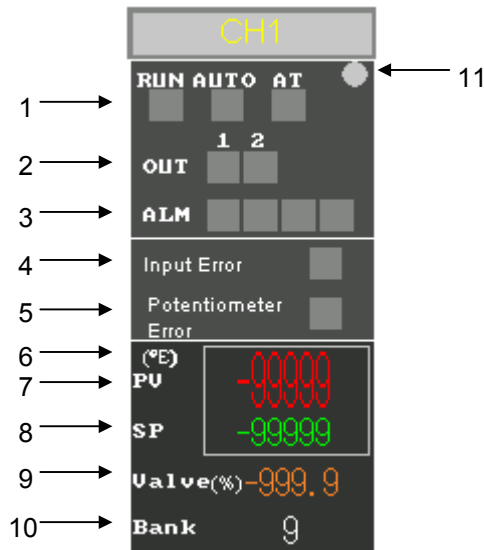 CH1
RUN AUTO AT
11
1
1 2
2 OUT
3 ALM
4 Input Error
5 Potentiometer
Error
6 (°E)
7 PV -99999
8 SP -99999
9 Valve(%) -999.9
10 Bank 9